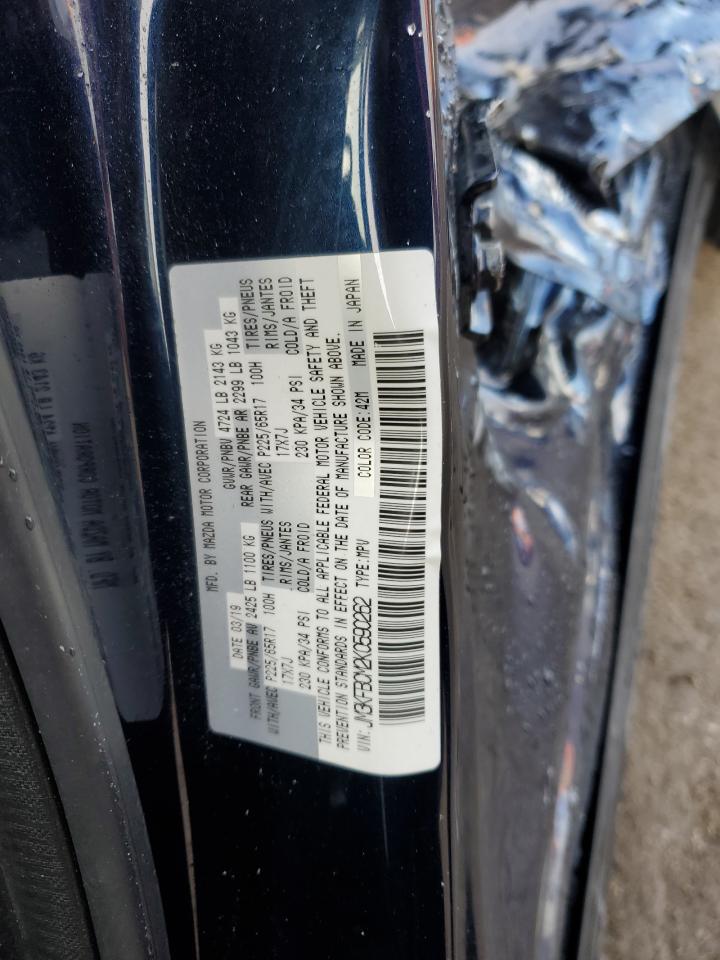 MFD. BY MAZDA MOTOR CORPORATION
DATE 03/19 GVWR/PNBV 4724 LB 2143 KG
FRONT GAWR/PNBE AV 2425 LB 1100 KG REAR GAWR/PNBE AR 2299 LB 1043 KG
WITH/AVEC P225/65R17 100H TIRES/PNEUS WITH/AVEC P225/65R17 100H TIRES/PNEUS
17X7J RIMS/JANTES 17X7J RIMS/JANTES
230 KPA/34 PSI COLD/A FROID 230 KPA/34 PSI COLD/A FROID
THIS VEHICLE CONFORMS TO ALL APPLICABLE FEDERAL MOTOR VEHICLE SAFETY AND THEFT
PREVENTION STANDARDS IN EFFECT ON THE DATE OF MANUFACTURE SHOWN ABOVE.
VIN: JM3KFBCM2K0590262 TYPE:MPV COLOR CODE:42M MADE IN JAPAN